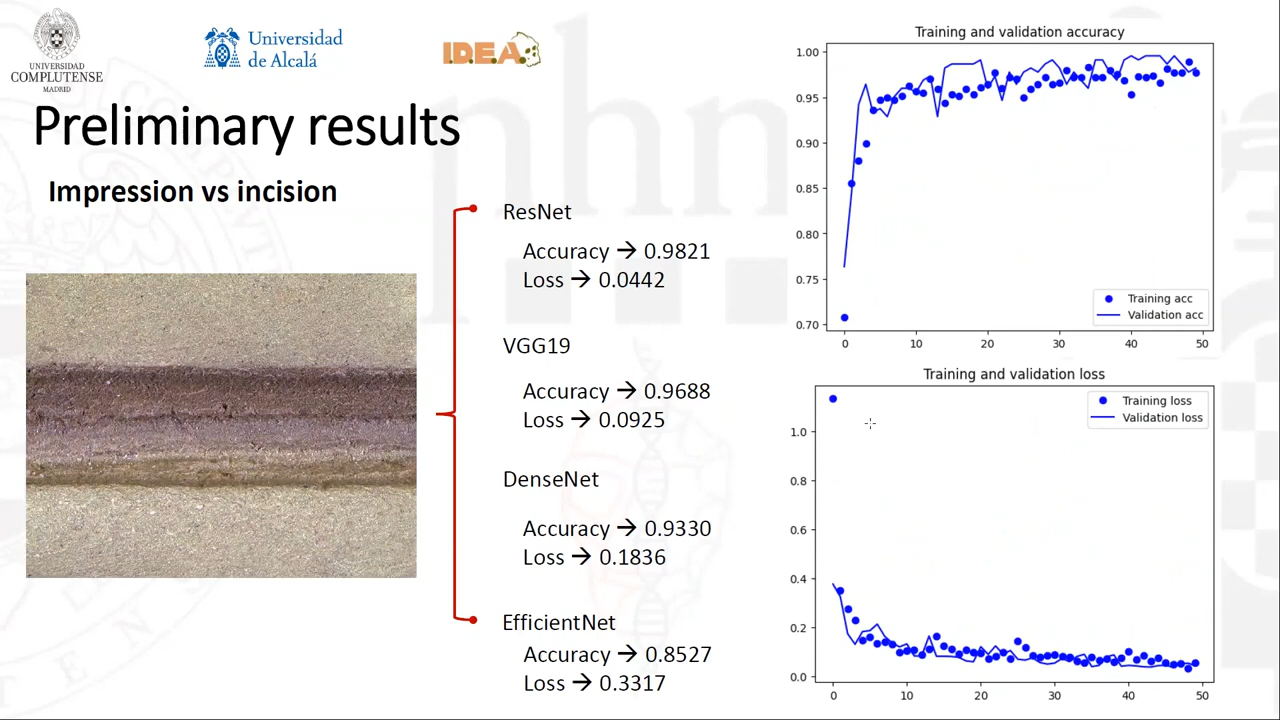 UNIVERSIDAD
COMPLUTENSE
MADRID
Universidad
de Alcalá
I.D.E.A.
Preliminary results
Impression vs incision
ResNet
Accuracy → 0.9821
Loss → 0.0442
VGG19
Accuracy → 0.9688
Loss → 0.0925
DenseNet
Accuracy → 0.9330
Loss → 0.1836
EfficientNet
Accuracy → 0.8527
Loss → 0.3317
Training and validation accuracy
1.00
0.95
0.90
0.85
0.80
0.75
0.70
Training acc
Validation acc
0 10 20 30 40 50
Training and validation loss
Training loss
Validation loss
1.0
0.8
0.6
0.4
0.2
0.0
0 10 20 30 40 50